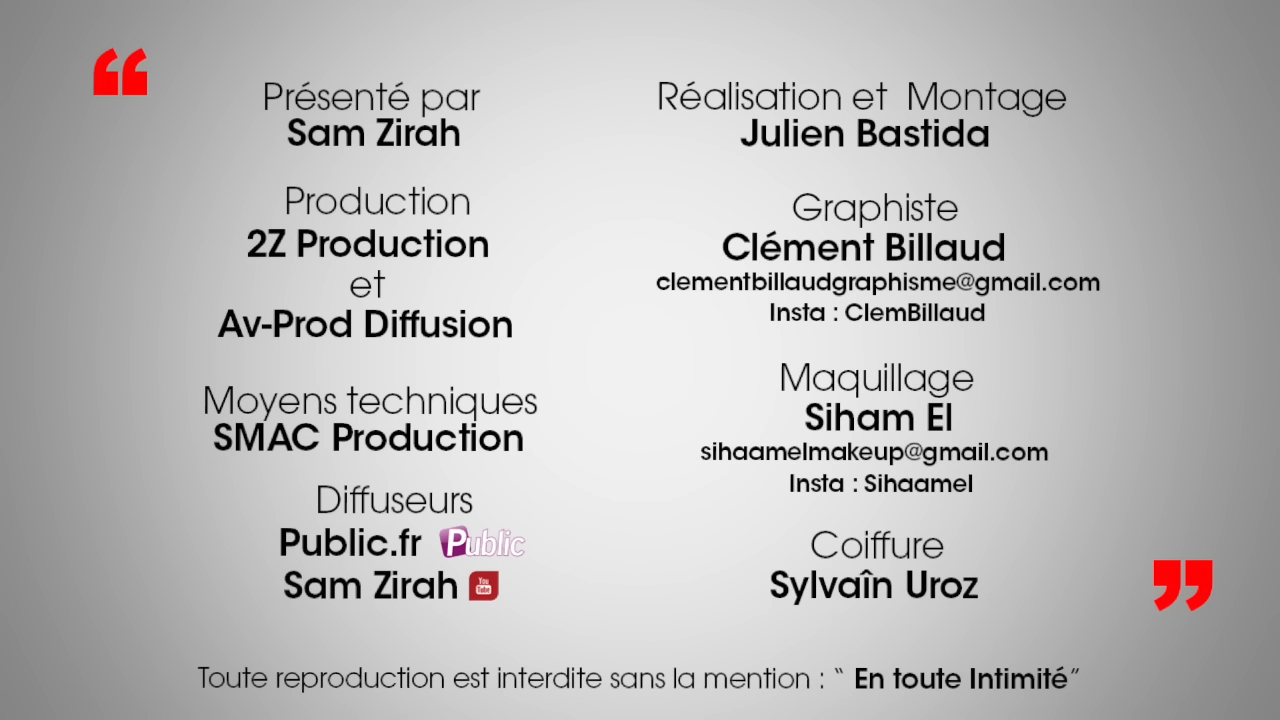 Présenté par
Sam Zirah
Production
2Z Production
et
Av-Prod Diffusion
Moyens techniques
SMAC Production
Diffuseurs
Public.fr Public
Sam Zirah You Tube
Réalisation et Montage
Julien Bastida
Graphiste
Clément Billaud
clementbillaudgraphisme@gmail.com
Insta : ClemBillaud
Maquillage
Siham El
sihaamelmakeup@gmail.com
Insta : Sihaamel
Coiffure
Sylvaîn Uroz
Toute reproduction est interdite sans la mention : “ En toute Intimité”